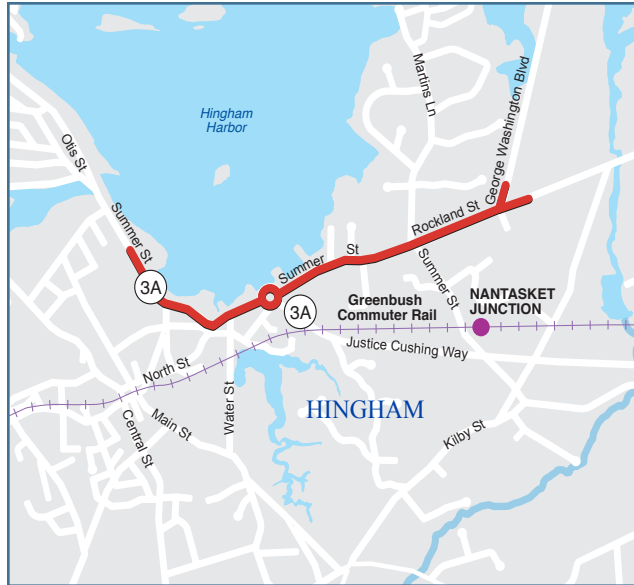 Martins Ln
George Washington Blvd
Hingham
Harbor
Otis St
Summer St
Rockland St
St
Summer
Summer St
3A
3A
Greenbush
Commuter Rail
NANTASKET
JUNCTION
Justice Cushing Way
North St
HINGHAM
Water St
Main St
Central St
Kilby St